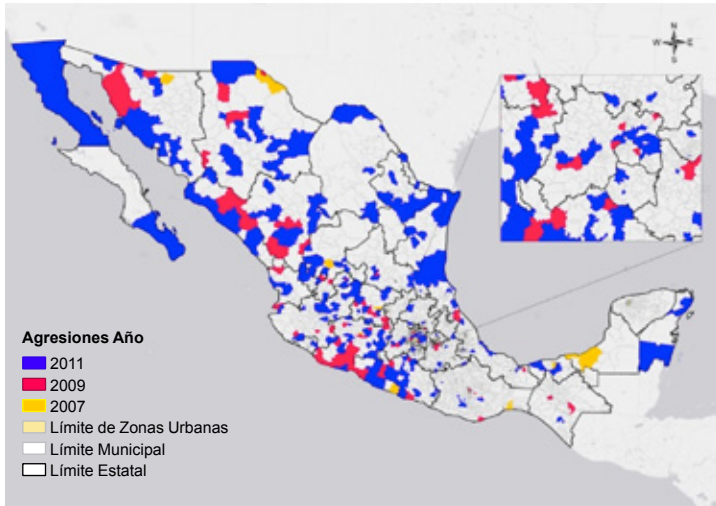 N
W E
S
Agresiones Año
2011
2009
2007
Límite de Zonas Urbanas
Límite Municipal
Límite Estatal